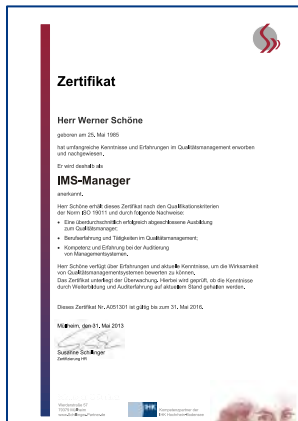 Zertifikat
Herr Werner Schöne
geboren am 25. Mai 1985
hat umfangreiche Kenntnisse und Erfahrungen im Qualitätsmanagement erworben
und nachgewiesen.
Er wird deshalb als
IMS-Manager
anerkannt.
Herr Schöne erhält dieses Zertifikat nach den Qualifikationskriterien
der Norm ISO 19011 und durch folgende Nachweise:
• Eine überdurchschnittlich erfolgreich abgeschlossene Ausbildung
zum Qualitätsmanager;
• Berufserfahrung und Tätigkeiten im Qualitätsmanagement;
• Kompetenz und Erfahrung bei der Auditierung
von Managementsystemen.
Herr Schöne verfügt über Erfahrungen und aktuelle Kenntnisse, um die Wirksamkeit
von Qualitätsmanagementsystemen bewerten zu können.
Das Zertifikat unterliegt der Überwachung. Hierbei wird geprüft, ob die Kenntnisse
durch Weiterbildung und Auditerfahrung auf aktuellem Stand gehalten werden.
Dieses Zertifikat Nr. A051301 ist gültig bis zum 31. Mai 2016.
Müllheim, den 31. Mai 2013
Susanne Schillinger
Zertifizierung HR
IHR